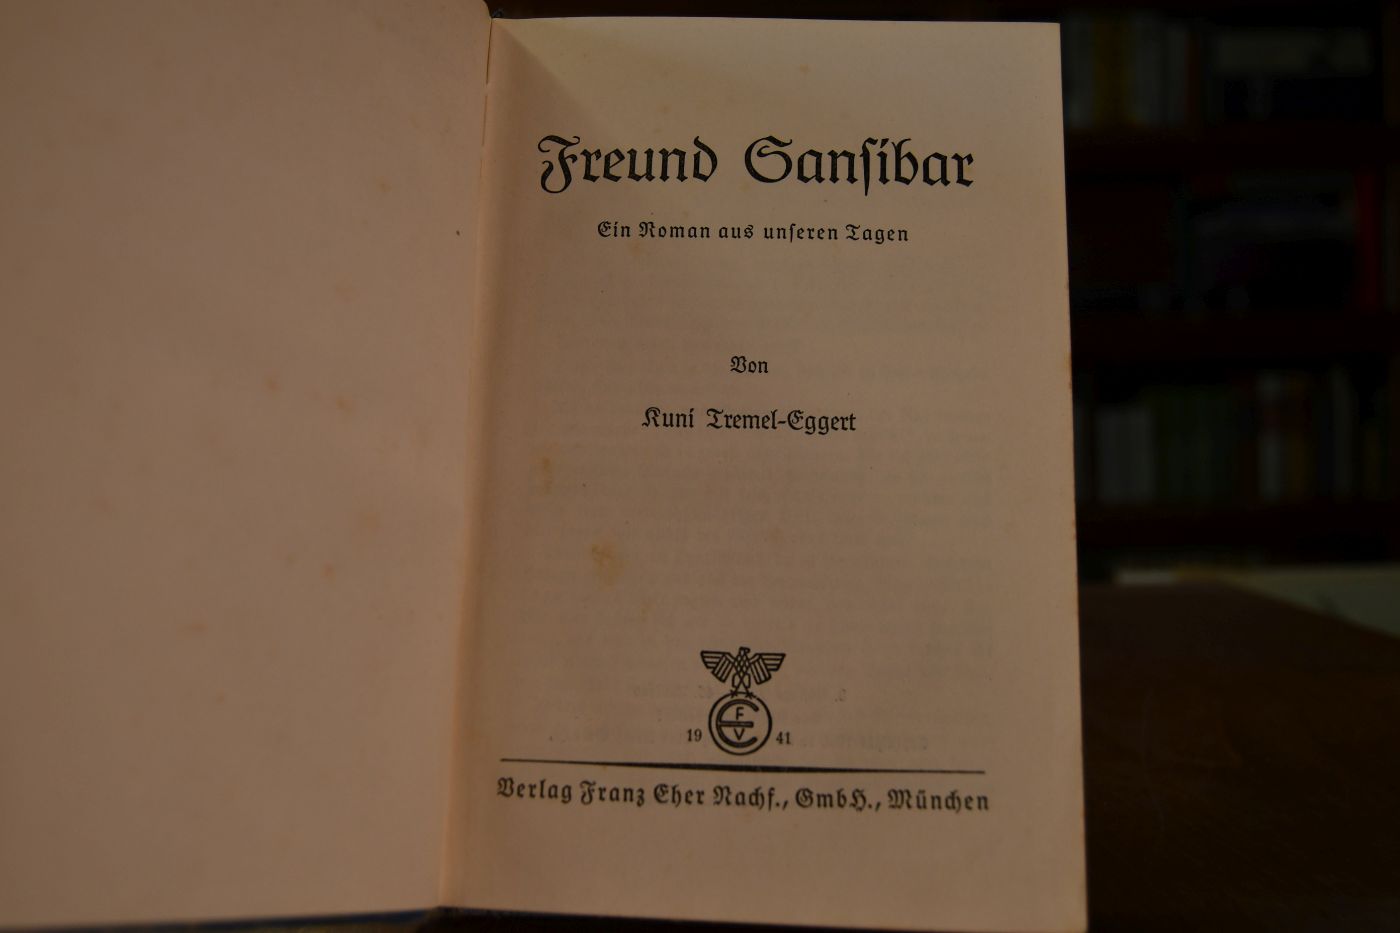 Freund Sansibar
Ein Roman aus unseren Tagen
Von
Kuni Tremel-Eggert
F
E
V
19 41
Verlag Franz Eher Nachf., GmbH., München